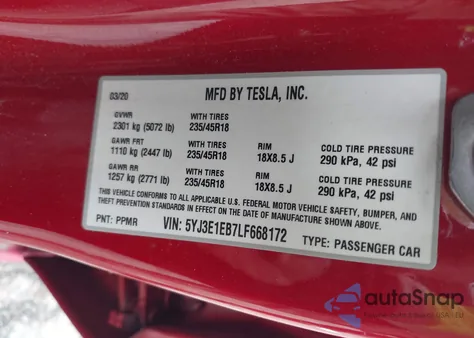 03/20 MFD BY TESLA, INC.
GVWR WITH TIRES
2301 kg (5072 lb) 235/45R18
GAWR FRT WITH TIRES RIM COLD TIRE PRESSURE
1110 kg (2447 lb) 235/45R18 18X8.5 J 290 kPa, 42 psi
GAWR RR WITH TIRES RIM COLD TIRE PRESSURE
1257 kg (2771 lb) 235/45R18 18X8.5 J 290 kPa, 42 psi
THIS MOTOR VEHICLE CONFORMS TO ALL APPLICABLE U.S. FEDERAL MOTOR VEHICLE SAFETY, BUMPER, AND
THEFT PREVENTION STANDARDS IN EFFECT ON THE DATE OF MANUFACTURE SHOWN ABOVE.
PNT: PPMR VIN: 5YJ3E1EB7LF668172 TYPE: PASSENGER CAR
autoSnap